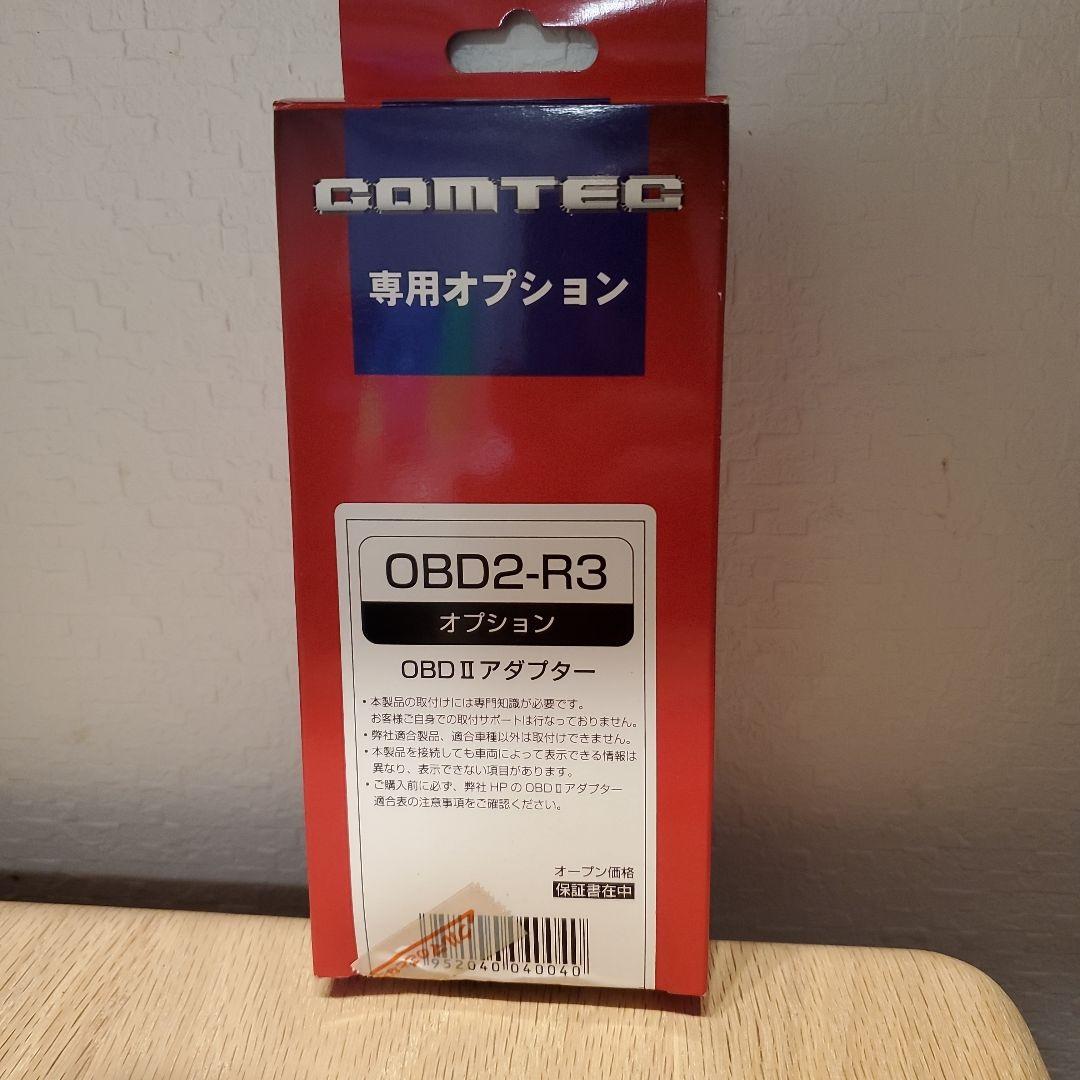 COMTEC
専用オプション
OBD2-R3
オプション
OBDⅡアダプター
・本製品の取付けには専門知識が必要です。
お客様ご自身での取付サポートは行なっておりません。
・弊社適合製品、適合車種以外は取付けできません。
・本製品を接続しても車両によって表示できる情報は
異なり、表示できない項目があります。
・ご購入前に必ず、弊社HPのOBDⅡアダプター
適合表の注意事項をご確認ください。
オープン価格
保証書在中
952040 040040